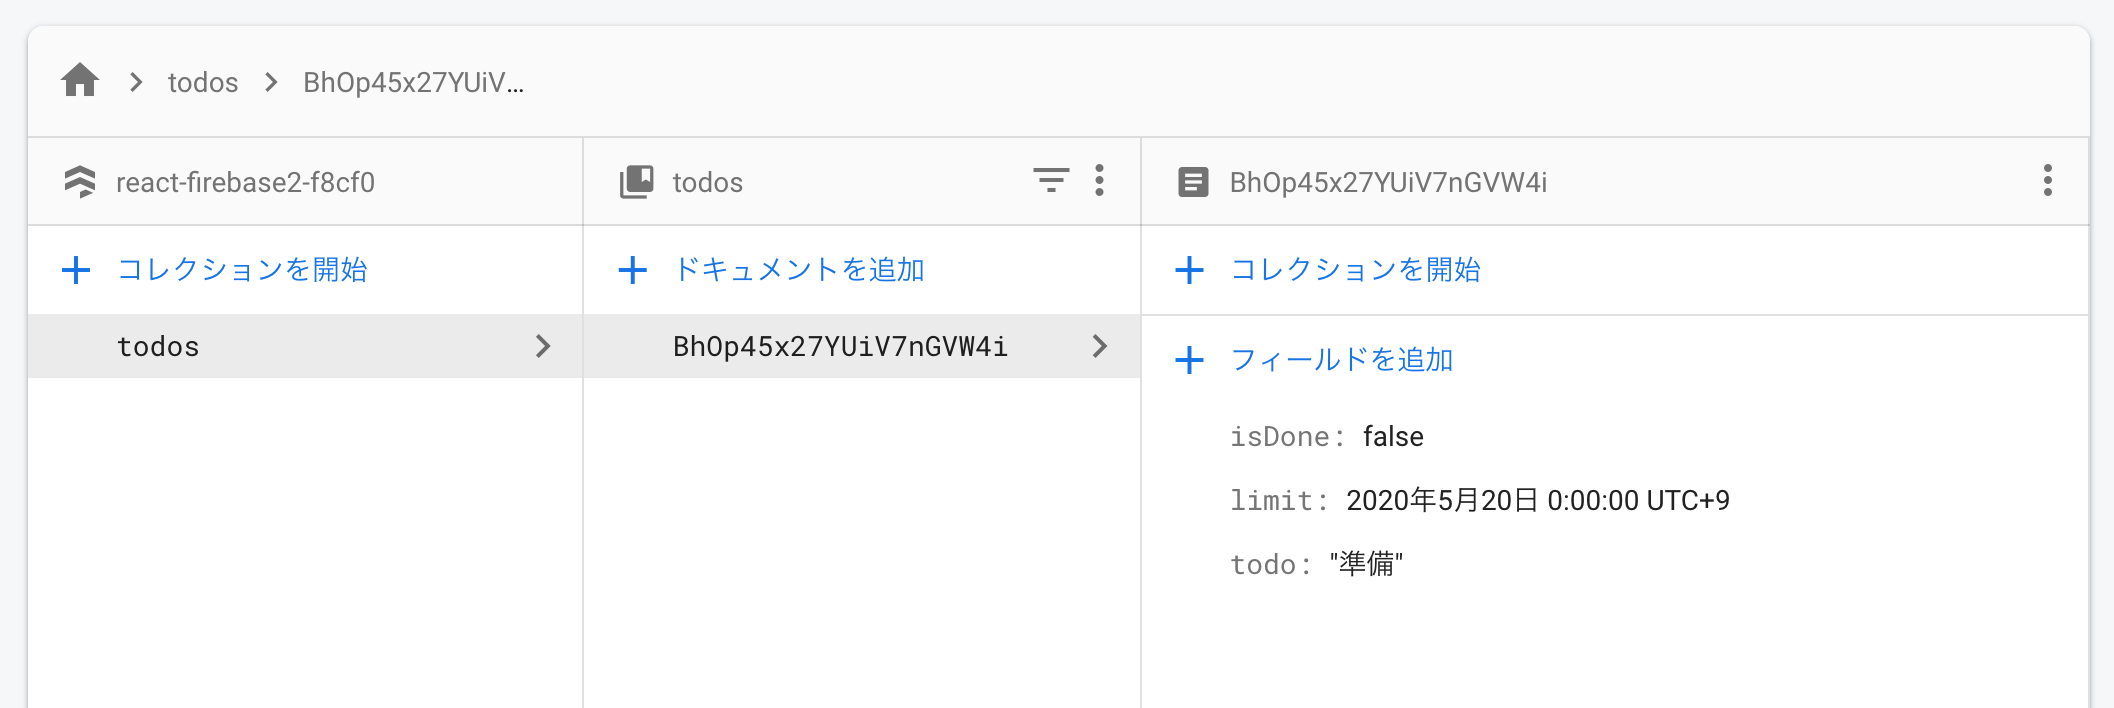 todos BhOp45x27YUiV...
react-firebase2-f8cf0
コレクションを開始
todos
todos
ドキュメントを追加
BhOp45x27YUiV7nGVW4i
BhOp45x27YUiV7nGVW4i
コレクションを開始
フィールドを追加
isDone: false
limit: 2020年5月20日 0:00:00 UTC+9
todo: "準備"